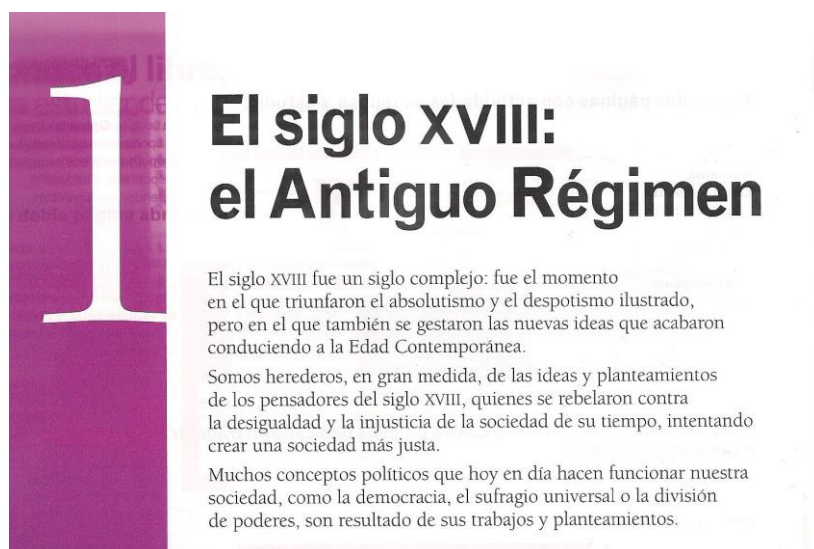 1
El siglo XVIII:
el Antiguo Régimen
El siglo XVIII fue un siglo complejo: fue el momento
en el que triunfaron el absolutismo y el despotismo ilustrado,
pero en el que también se gestaron las nuevas ideas que acabaron
conduciendo a la Edad Contemporánea.
Somos herederos, en gran medida, de las ideas y planteamientos
de los pensadores del siglo XVIII, quienes se rebelaron contra
la desigualdad y la injusticia de la sociedad de su tiempo, intentando
crear una sociedad más justa.
Muchos conceptos políticos que hoy en día hacen funcionar nuestra
sociedad, como la democracia, el sufragio universal o la división
de poderes, son resultado de sus trabajos y planteamientos.